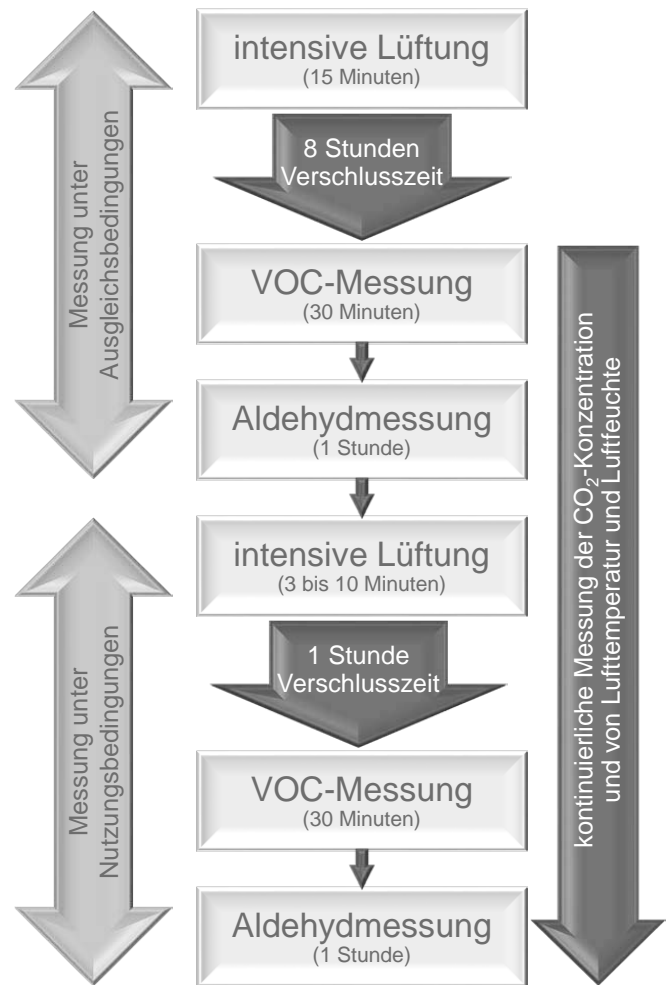 intensive Lüftung
(15 Minuten)
8 Stunden
Verschlusszeit
VOC-Messung
(30 Minuten)
Aldehydmessung
(1 Stunde)
Messung unter
Ausgleichsbedingungen
intensive Lüftung
(3 bis 10 Minuten)
1 Stunde
Verschlusszeit
VOC-Messung
(30 Minuten)
Aldehydmessung
(1 Stunde)
Messung unter
Nutzungsbedingungen
kontinuierliche Messung der CO₂-Konzentration
und von Lufttemperatur und Luftfeuchte